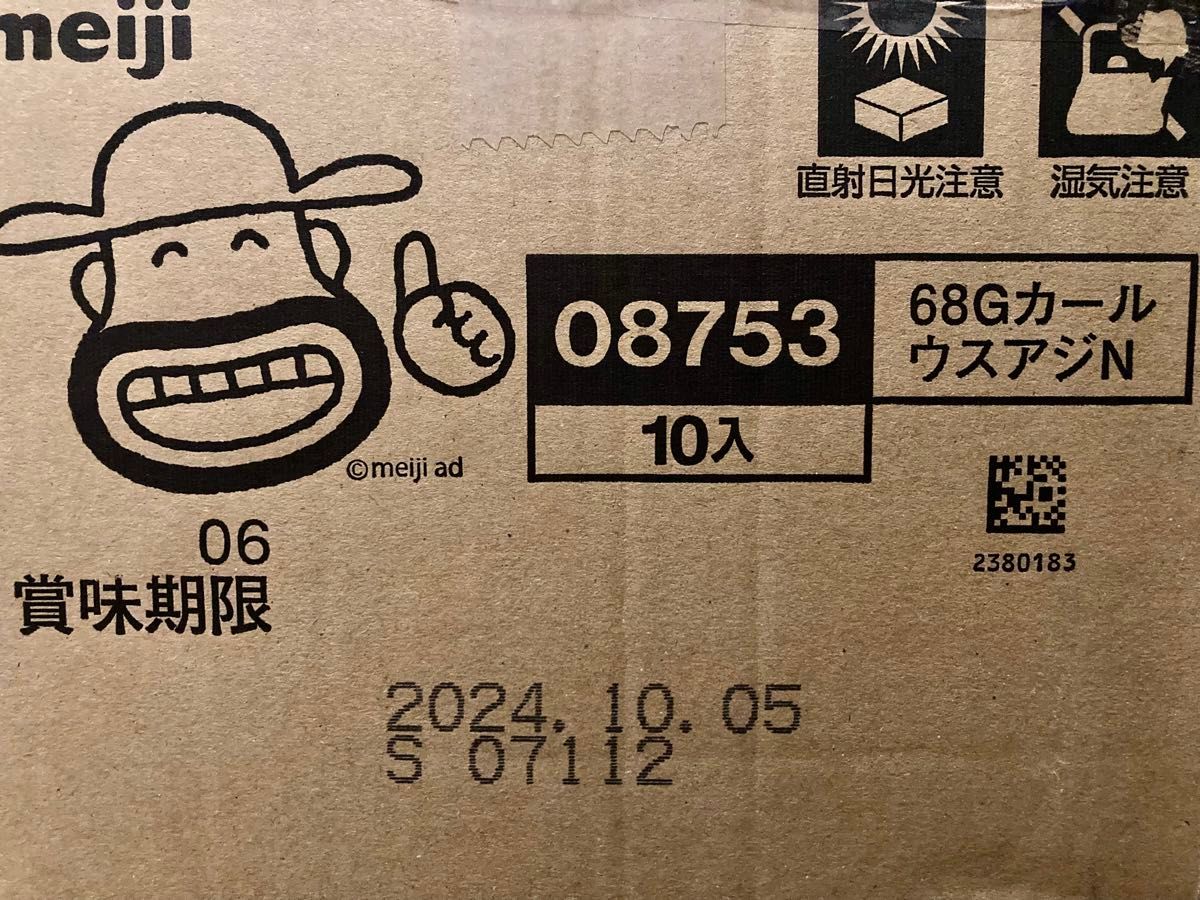 meiji
直射日光注意
湿気注意
08753
68Gカール
ウスアジN
10入
©meiji ad
2380183
06
賞味期限
2024.10.05
S 07112